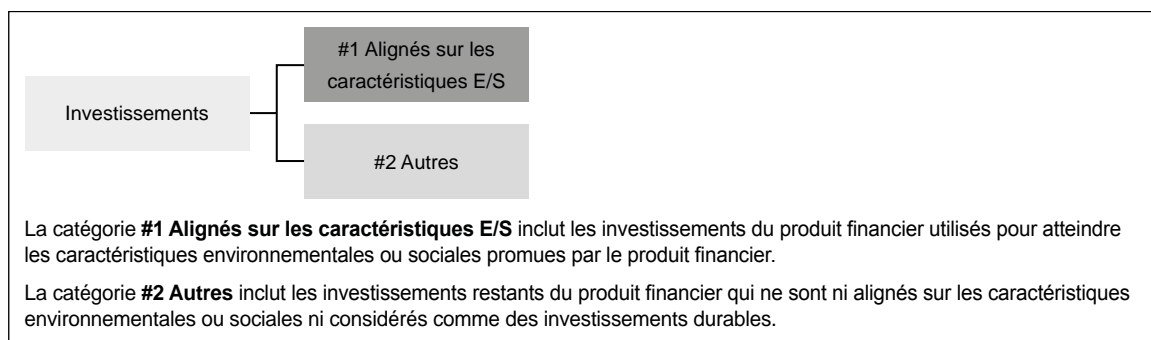 #1 Alignés sur les
caractéristiques E/S
Investissements
#2 Autres
La catégorie #1 Alignés sur les caractéristiques E/S inclut les investissements du produit financier utilisés pour atteindre
les caractéristiques environnementales ou sociales promues par le produit financier.
La catégorie #2 Autres inclut les investissements restants du produit financier qui ne sont ni alignés sur les caractéristiques
environnementales ou sociales ni considérés comme des investissements durables.